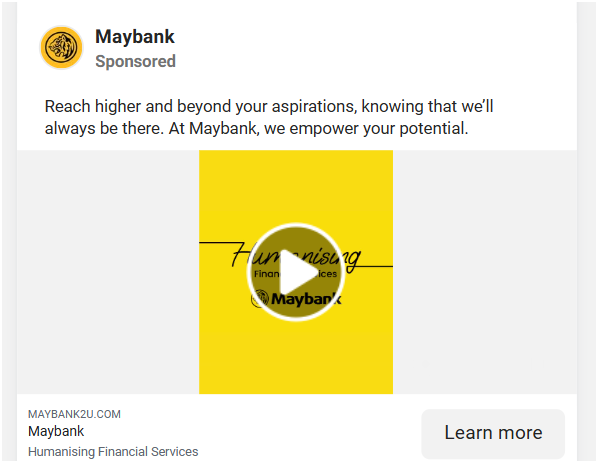 Maybank
Sponsored
Reach higher and beyond your aspirations, knowing that we'll
always be there. At Maybank, we empower your potential.
Humanising
Financial Services
Maybank
MAYBANK2U.COM
Maybank
Humanising Financial Services
Learn more